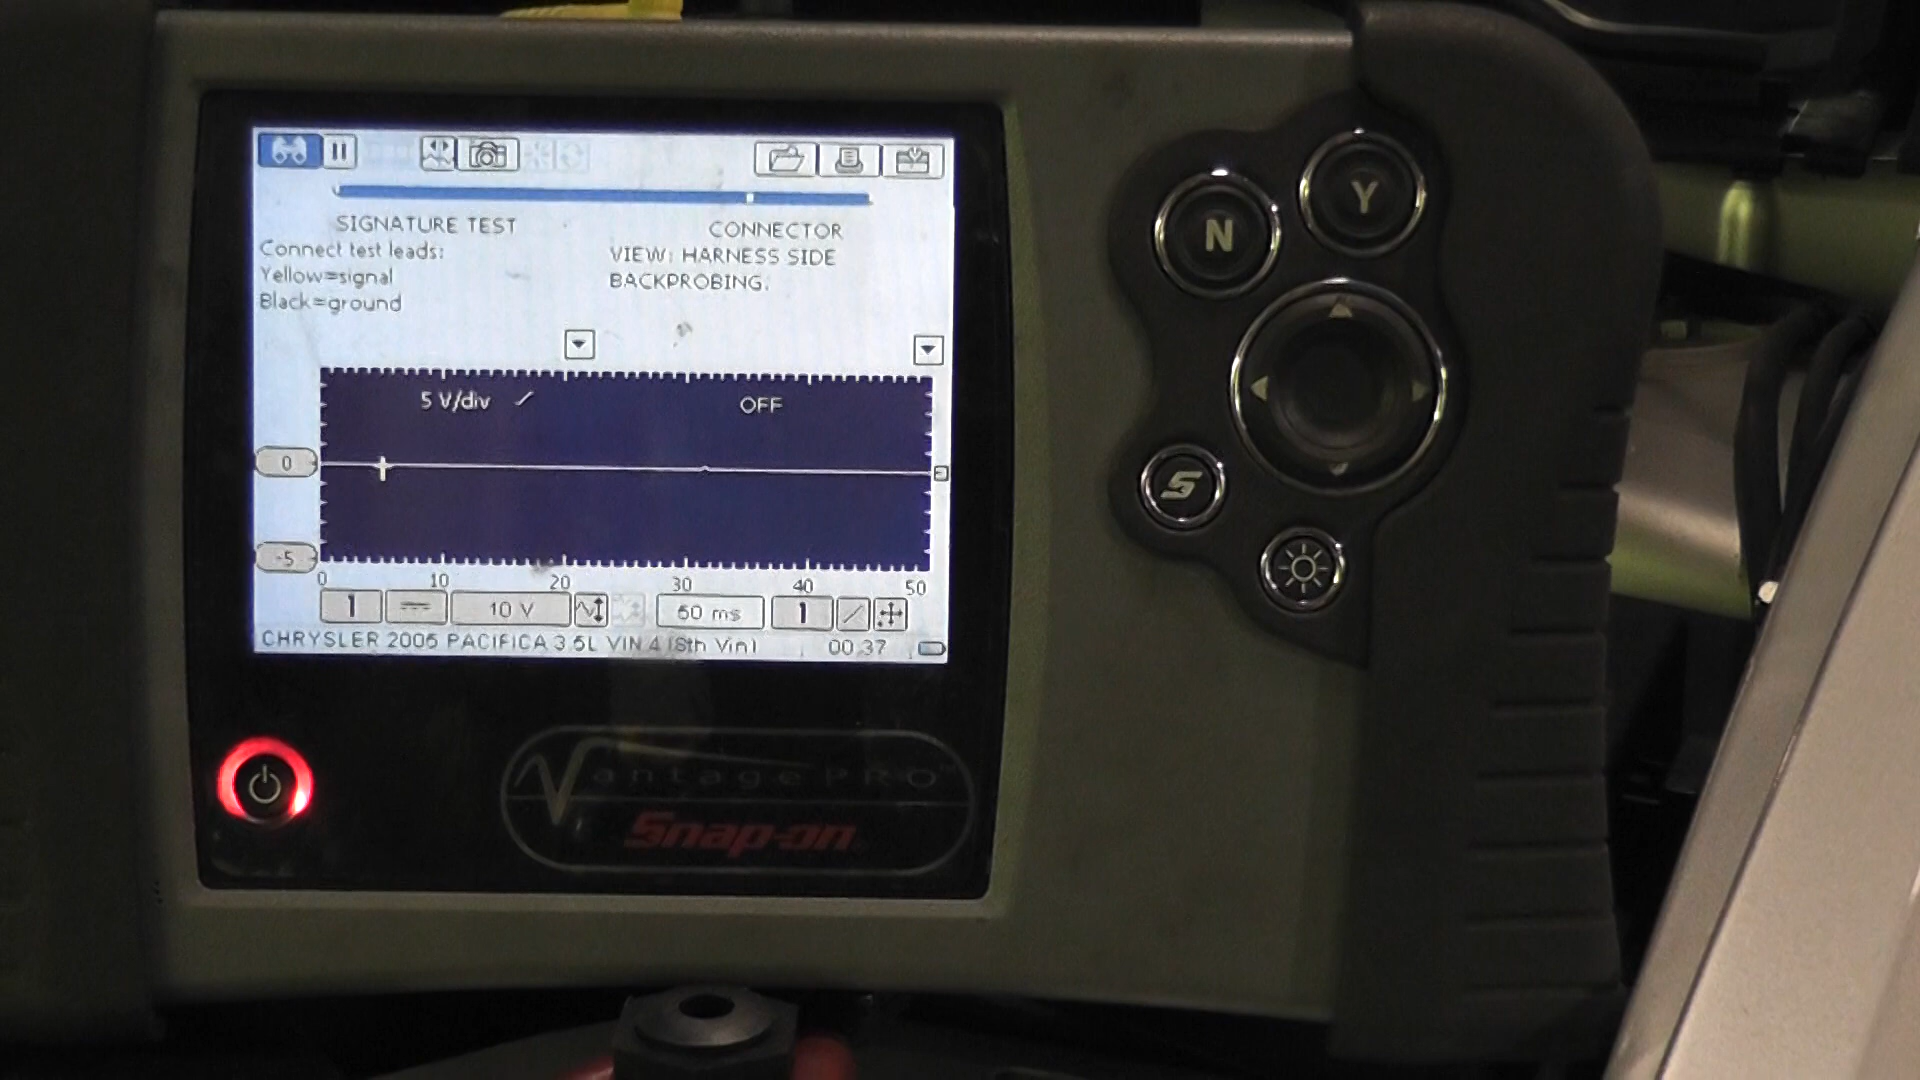 SIGNATURE TEST
Connect test leads:
Yellow=signal
Black=ground
CONNECTOR
VIEW: HARNESS SIDE
BACKPROBING.
5 V/div
OFF
0
-5
0 10 20 30 40 50
1 10 V 50 ms 1
CHRYSLER 2005 PACIFICA 3.5L VIN 4 (8th Vin) 00:37
N
Y
S
Vantage PRO™
Snap-on